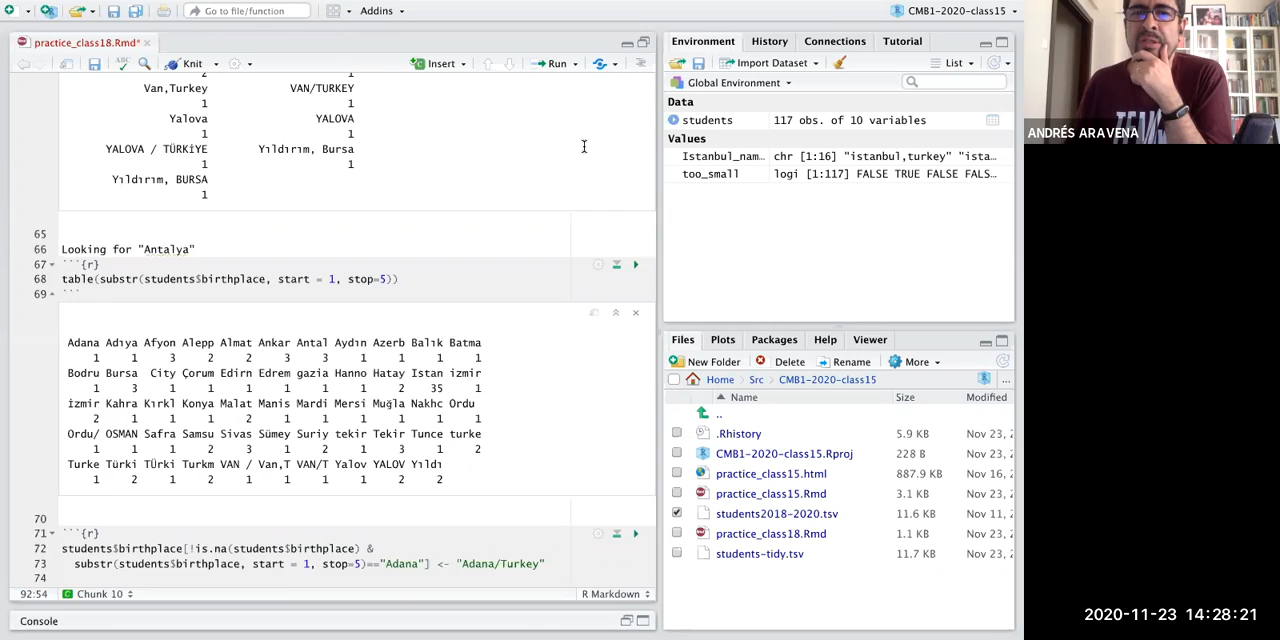 Go to file/function
Addins
CMB1-2020-class15
practice_class18.Rmd*
Knit
Insert
Run
2 1
Van,Turkey VAN/TURKEY
1 1
Yalova YALOVA
1 1
YALOVA / TÜRKİYE Yıldırım, Bursa
1 1
Yıldırım, BURSA
1
65
66 Looking for "Antalya"
67 ```{r}
68 table(substr(students$birthplace, start = 1, stop=5))
69 ```
Adana Adıya Afyon Alepp Almat Ankar Antal Aydın Azerb Balık Batma
1 1 3 2 2 3 3 1 1 1 1
Bodru Bursa City Çorum Edirn Edrem gazia Hanno Hatay Istan izmir
1 3 1 1 1 1 1 1 2 35 1
İzmir Kahra Kırkl Konya Malat Manis Mardi Mersi Muğla Nakhc Ordu
2 1 1 1 2 1 2 1 1 1 1
Ordu/ OSMAN Safra Samsu Sivas Sümey Suriy tekir Tekir Tunce turke
1 1 1 2 3 1 2 1 3 1 2
Turke Türki TÜrki Turkm VAN / Van,T VAN/T Yalov YALOV Yıldı
1 2 1 2 1 1 1 1 2 2
70
71 ```{r}
72 students$birthplace[!is.na(students$birthplace) &
73 substr(students$birthplace, start = 1, stop=5)=="Adana"] <- "Adana/Turkey"
74
92:54 Chunk 10 R Markdown
Console
Environment History Connections Tutorial
Import Dataset List
Global Environment
Data
students 117 obs. of 10 variables
Values
Istanbul_nam… chr [1:16] "istanbul,turkey" "ista…
too_small logi [1:117] FALSE TRUE FALSE FALS…
Files Plots Packages Help Viewer
New Folder Delete Rename More
Home Src CMB1-2020-class15 ...
Name Size Modified
..
.Rhistory 5.9 KB Nov 23, 2
CMB1-2020-class15.Rproj 228 B Nov 23, 2
practice_class15.html 887.9 KB Nov 16, 2
practice_class15.Rmd 3.1 KB Nov 23, 2
students2018-2020.tsv 11.6 KB Nov 11, 2
practice_class18.Rmd 1.1 KB Nov 23, 2
students-tidy.tsv 11.7 KB Nov 23, 2
ANDRÉS ARAVENA
2020-11-23 14:28:21